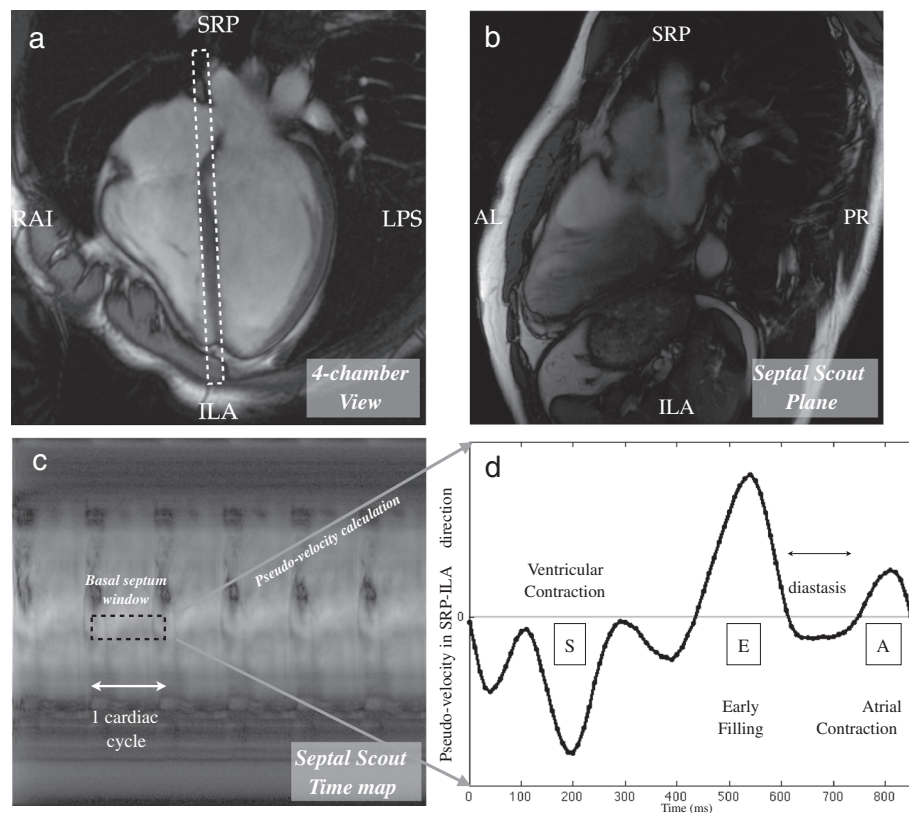 a
SRP
RAI
LPS
4-chamber
View
ILA
b
SRP
AL
PR
Septal Scout
Plane
ILA
c
Basal septum
window
1 cardiac
cycle
Septal Scout
Time map
Pseudo-velocity calculation
d
Pseudo-velocity in SRP-ILA direction
0
Ventricular
Contraction
S
E
diastasis
A
Early
Filling
Atrial
Contraction
0 100 200 300 400 500 600 700 800
Time (ms)